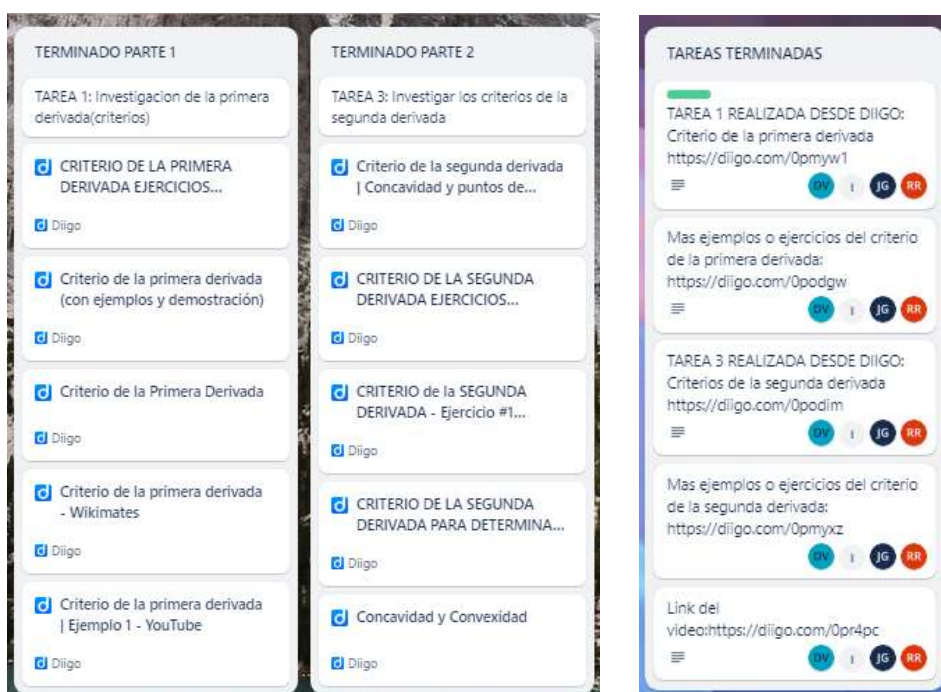 TERMINADO PARTE 1
TAREA 1: Investigacion de la primera
derivada(criterios)
CRITERIO DE LA PRIMERA
DERIVADA EJERCICIOS...
Diigo
Criterio de la primera derivada
(con ejemplos y demostración)
Diigo
Criterio de la Primera Derivada
Diigo
Criterio de la primera derivada
- Wikimates
Diigo
Criterio de la primera derivada
| Ejemplo 1 - YouTube
Diigo
TERMINADO PARTE 2
TAREA 3: Investigar los criterios de la
segunda derivada
Criterio de la segunda derivada
| Concavidad y puntos de...
Diigo
CRITERIO DE LA SEGUNDA
DERIVADA EJERCICIOS...
Diigo
CRITERIO de la SEGUNDA
DERIVADA - Ejercicio #1...
Diigo
CRITERIO DE LA SEGUNDA
DERIVADA PARA DETERMINA...
Diigo
Concavidad y Convexidad
Diigo
TAREAS TERMINADAS
TAREA 1 REALIZADA DESDE DIIGO:
Criterio de la primera derivada
https://diigo.com/0pmyw1
DV JG RR
Mas ejemplos o ejercicios del criterio
de la primera derivada:
https://diigo.com/0podgw
DV JG RR
TAREA 3 REALIZADA DESDE DIIGO:
Criterios de la segunda derivada
https://diigo.com/0podim
DV JG RR
Mas ejemplos o ejercicios del criterio
de la segunda derivada:
https://diigo.com/0pmyxz
DV JG RR
Link del
video:https://diigo.com/0pr4pc
DV JG RR